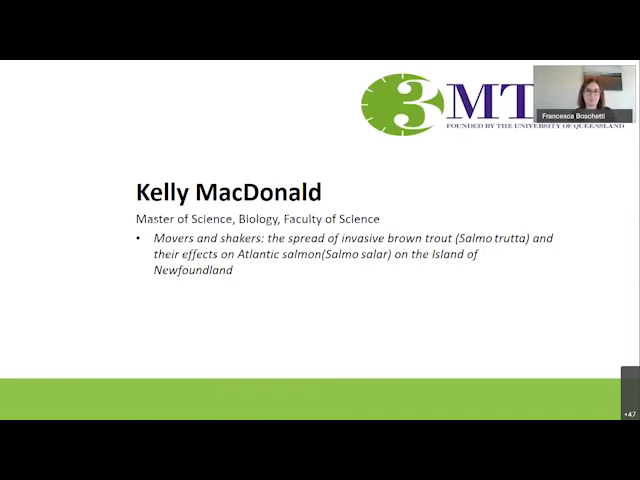 3MT
Francesca Boschetti
FOUNDED BY THE UNIVERSITY OF QUEENSLAND
Kelly MacDonald
Master of Science, Biology, Faculty of Science
• Movers and shakers: the spread of invasive brown trout (Salmo trutta) and
their effects on Atlantic salmon(Salmo salar) on the Island of
Newfoundland
+47